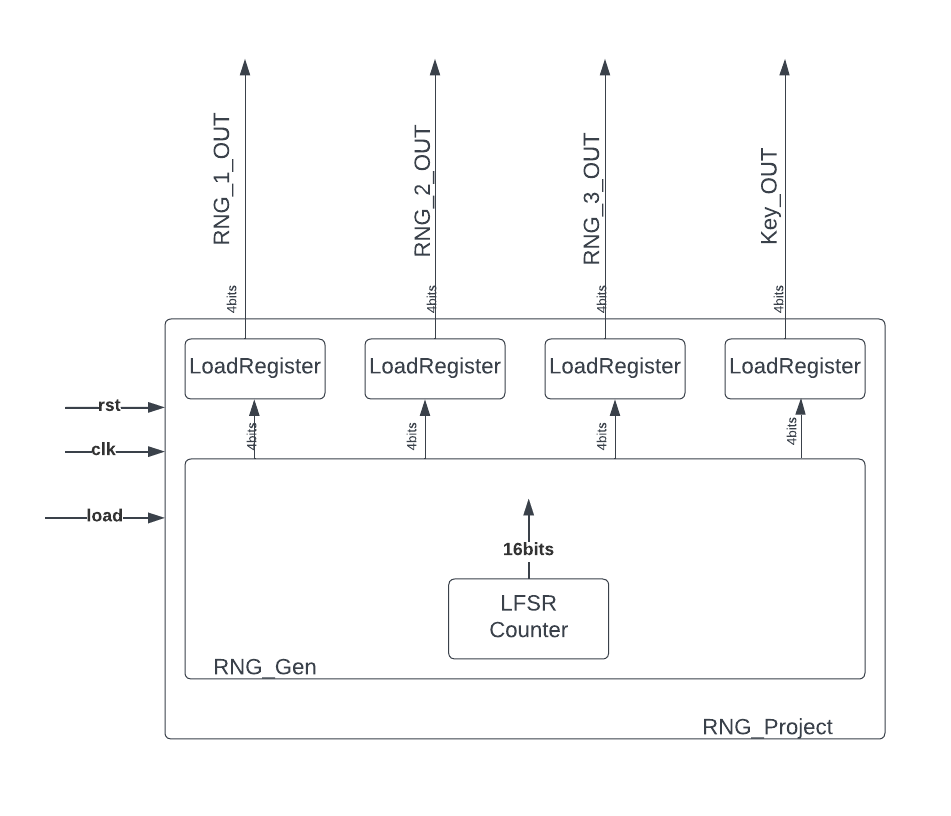 RNG_1_OUT
RNG_2_OUT
RNG_3_OUT
Key_OUT
4bits
4bits
4bits
4bits
LoadRegister
LoadRegister
LoadRegister
LoadRegister
rst
4bits
4bits
4bits
4bits
clk
load
16bits
LFSR
Counter
RNG_Gen
RNG_Project